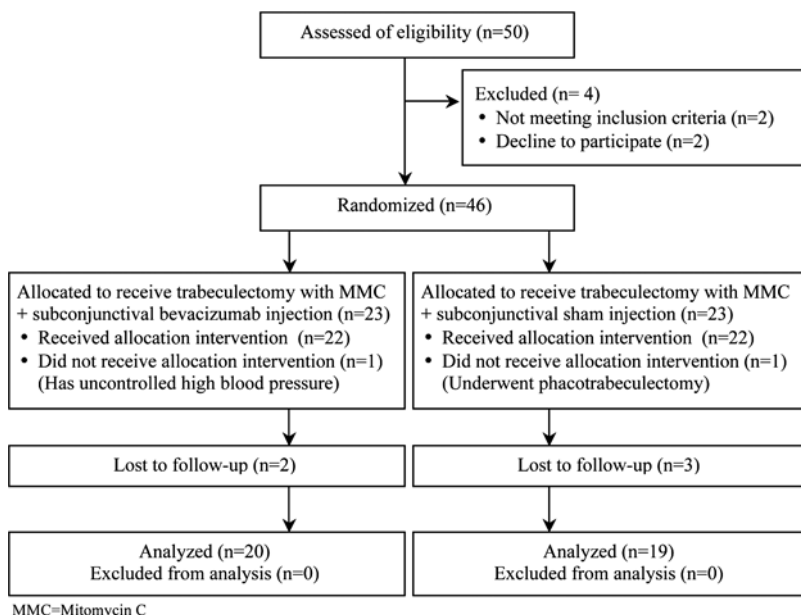 Assessed of eligibility (n=50)
Excluded (n= 4)
• Not meeting inclusion criteria (n=2)
• Decline to participate (n=2)
Randomized (n=46)
Allocated to receive trabeculectomy with MMC
+ subconjunctival bevacizumab injection (n=23)
• Received allocation intervention (n=22)
• Did not receive allocation intervention (n=1)
(Has uncontrolled high blood pressure)
Allocated to receive trabeculectomy with MMC
+ subconjunctival sham injection (n=23)
• Received allocation intervention (n=22)
• Did not receive allocation intervention (n=1)
(Underwent phacotrabeculectomy)
Lost to follow-up (n=2)
Lost to follow-up (n=3)
Analyzed (n=20)
Excluded from analysis (n=0)
Analyzed (n=19)
Excluded from analysis (n=0)
MMC=Mitomycin C